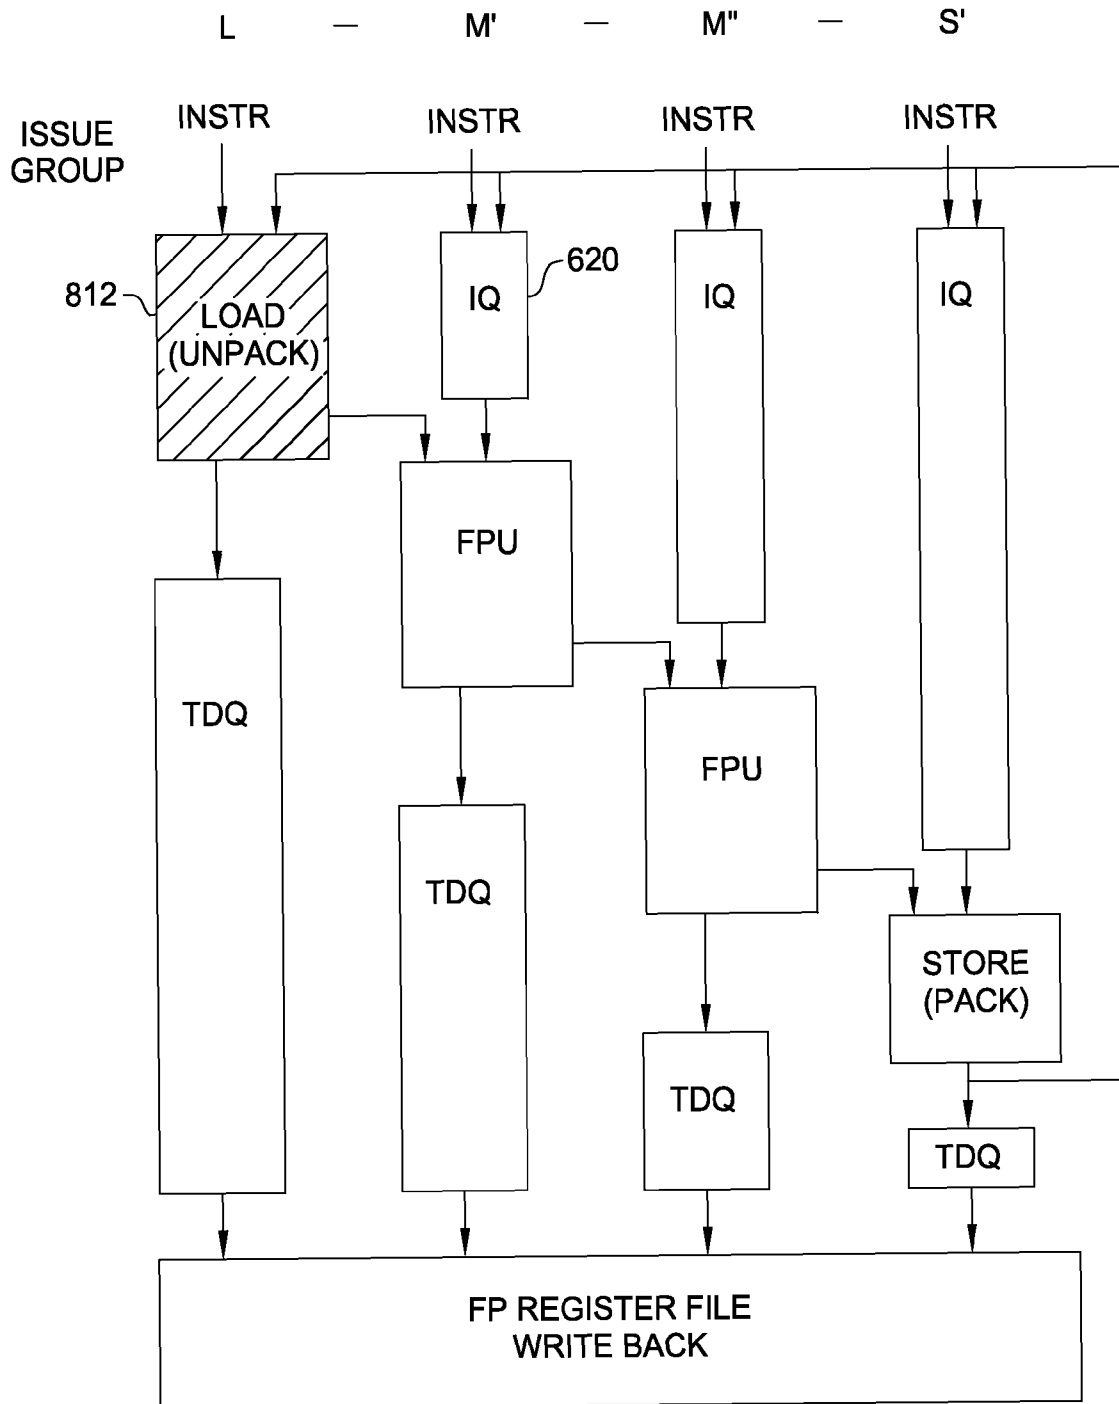 L — M' — M" — S'
ISSUE
GROUP
INSTR INSTR INSTR INSTR
812
LOAD
(UNPACK)
IQ
620
IQ
IQ
FPU
TDQ
FPU
TDQ
STORE
(PACK)
TDQ
TDQ
FP REGISTER FILE
WRITE BACK